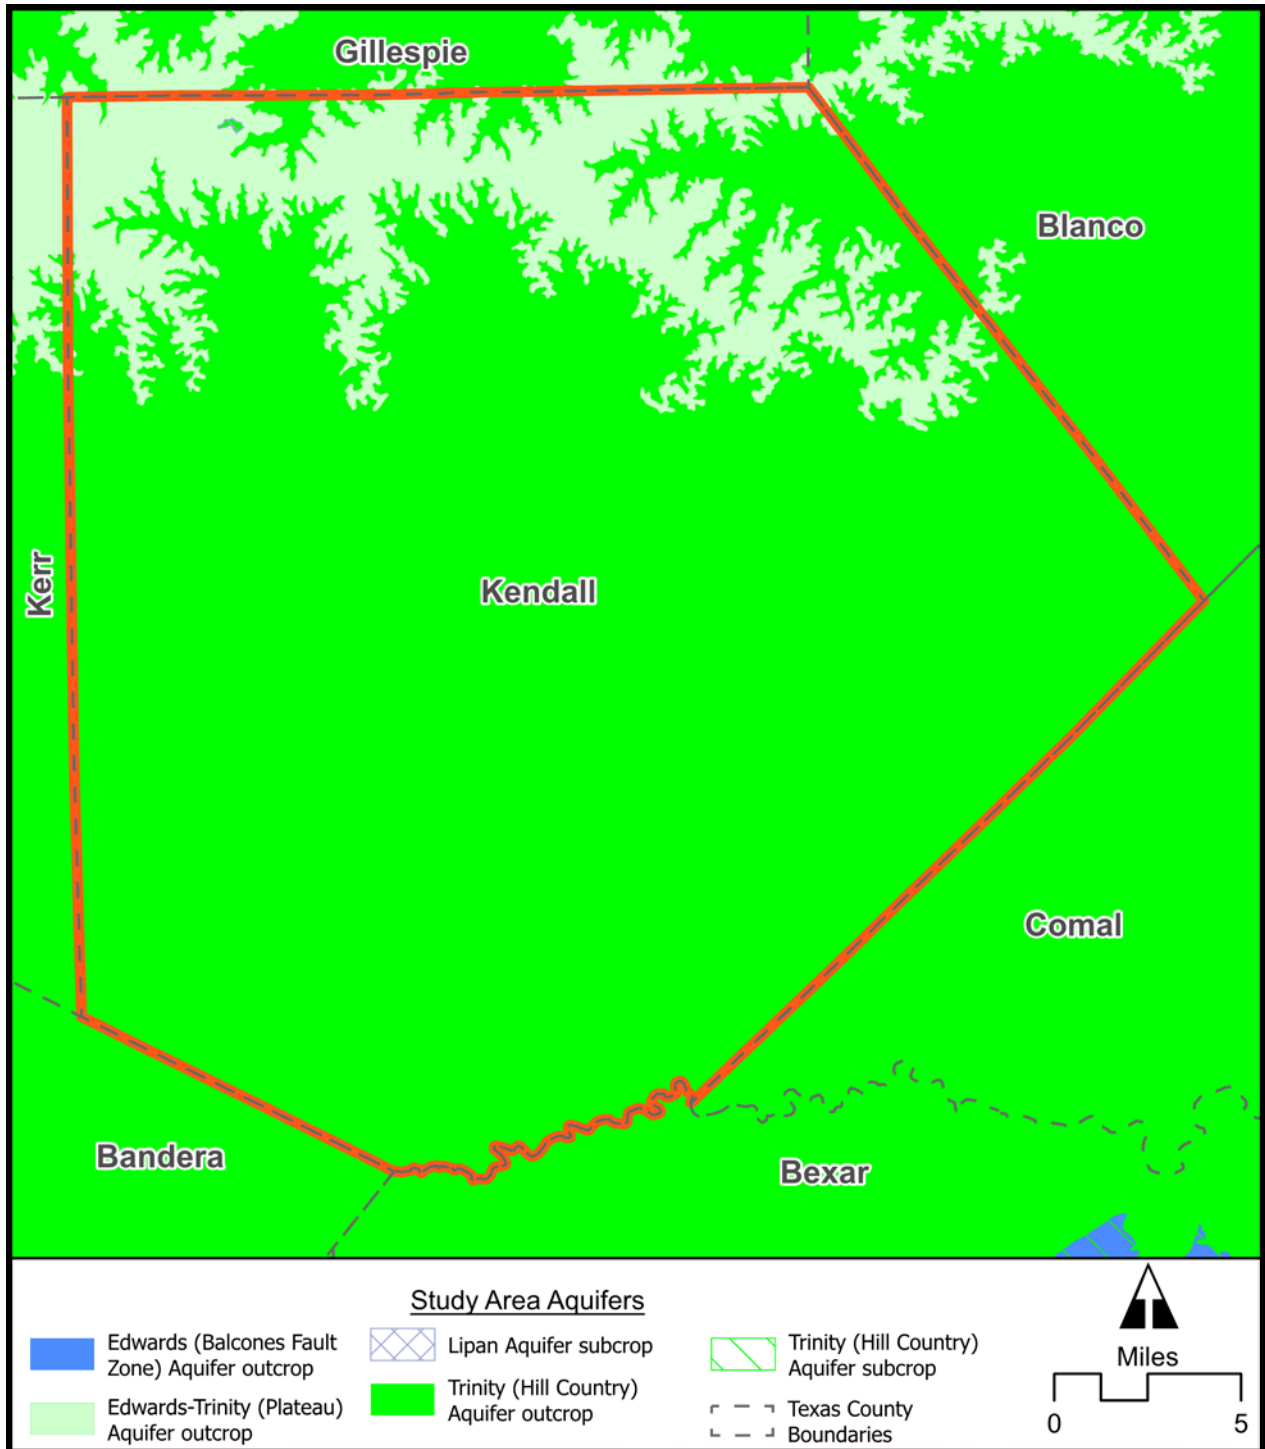 Gillespie
Blanco
Kerr
Kendall
Comal
Bandera
Bexar
Study Area Aquifers
Edwards (Balcones Fault
Zone) Aquifer outcrop
Edwards-Trinity (Plateau)
Aquifer outcrop
Lipan Aquifer subcrop
Trinity (Hill Country)
Aquifer outcrop
Trinity (Hill Country)
Aquifer subcrop
Texas County
Boundaries
Miles
0 5